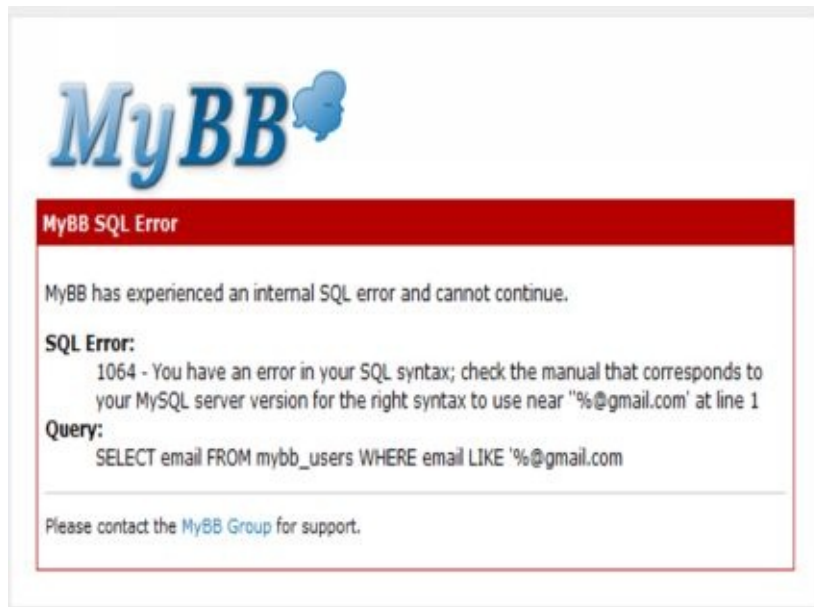 MyBB
MyBB SQL Error
MyBB has experienced an internal SQL error and cannot continue.
SQL Error:
1064 - You have an error in your SQL syntax; check the manual that corresponds to
your MySQL server version for the right syntax to use near ''%@gmail.com' at line 1
Query:
SELECT email FROM mybb_users WHERE email LIKE '%@gmail.com
Please contact the MyBB Group for support.